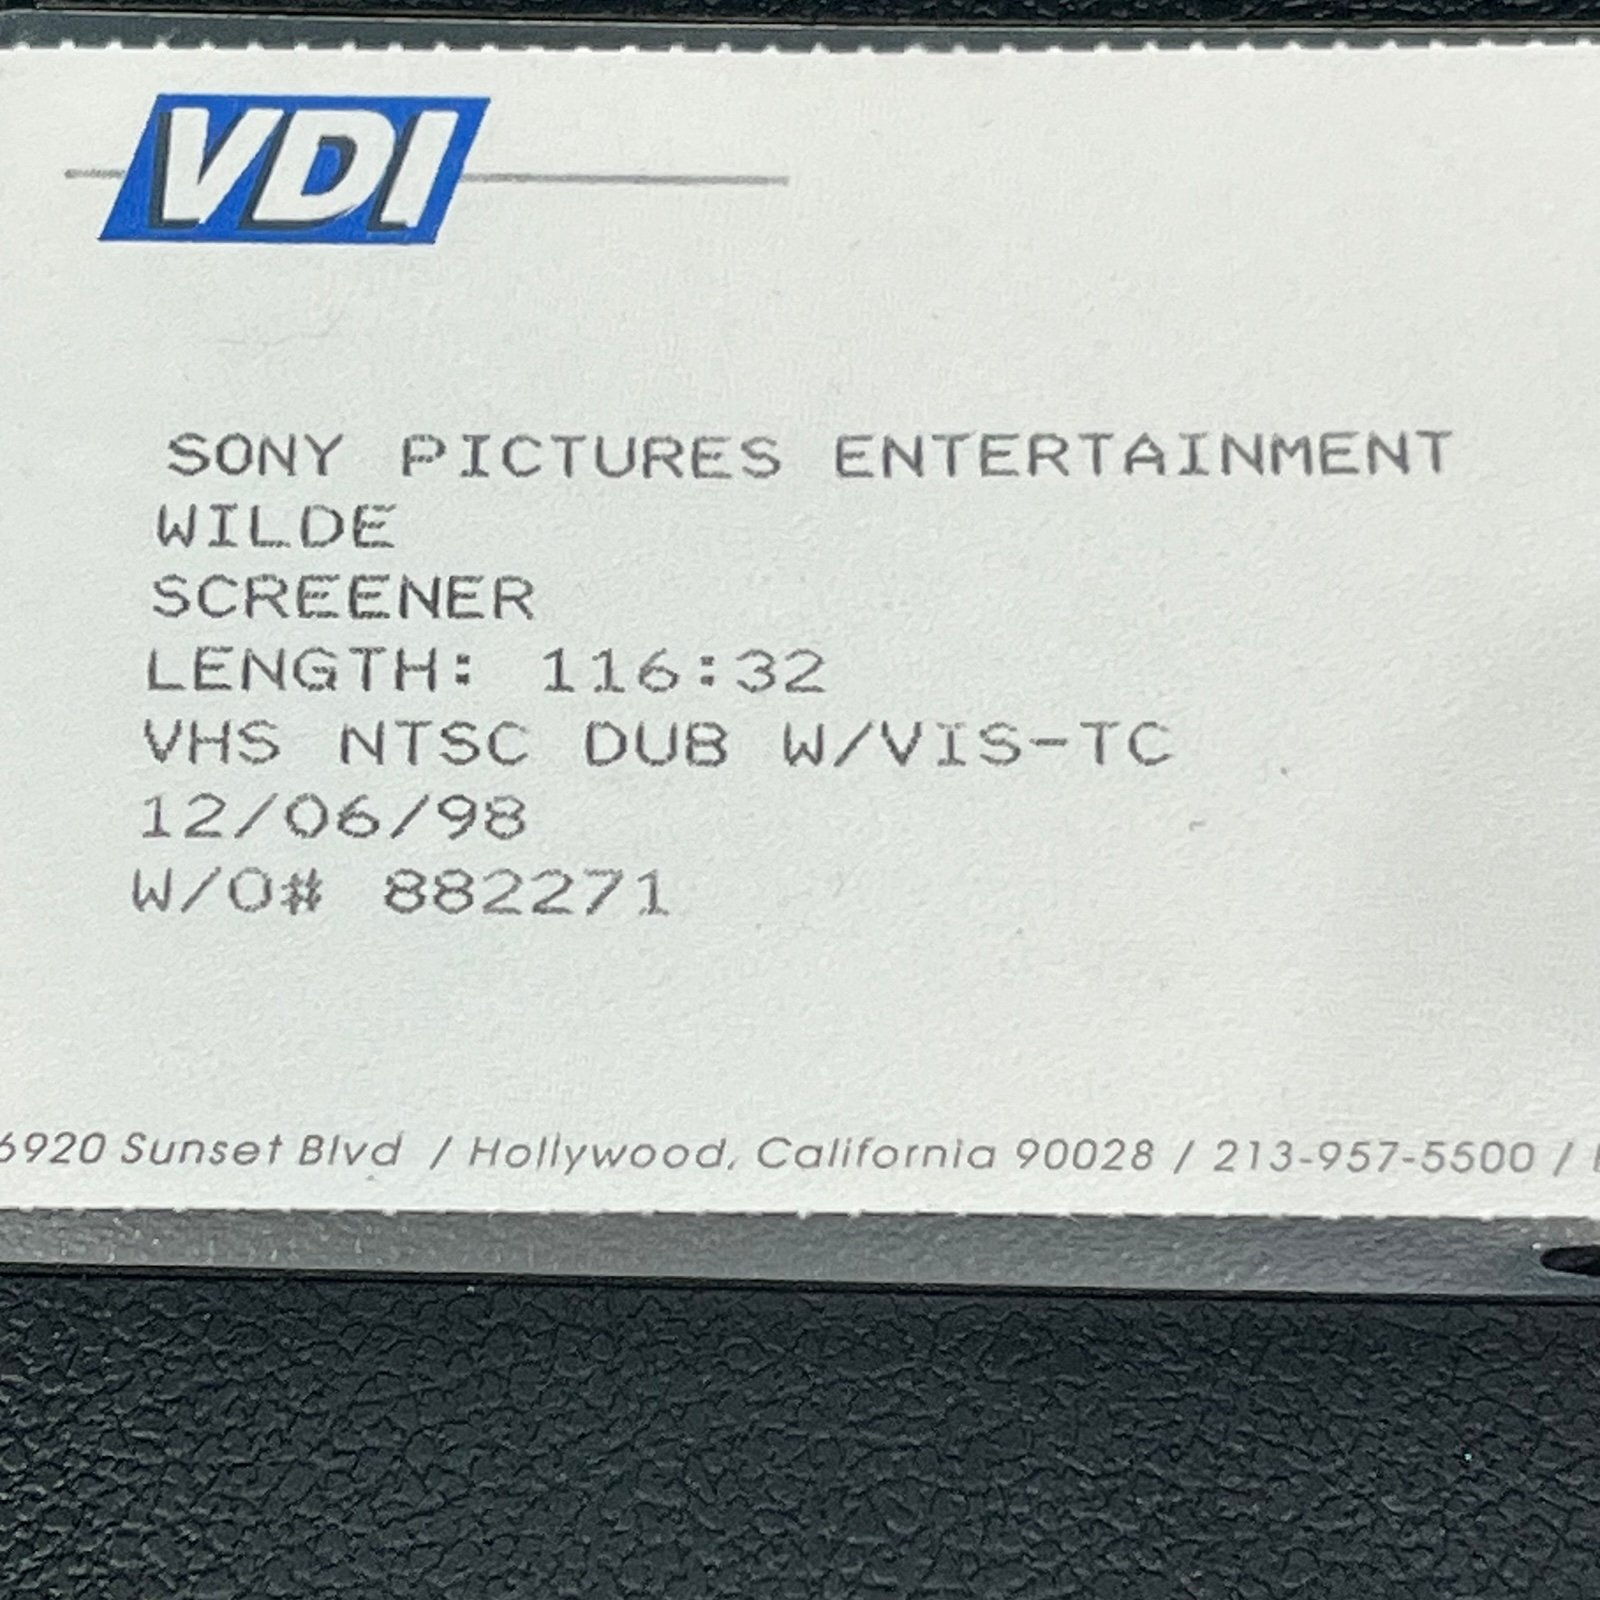 VDI
SONY PICTURES ENTERTAINMENT
WILDE
SCREENER
LENGTH: 116:32
VHS NTSC DUB W/VIS-TC
12/06/98
W/O# 882271
6920 Sunset Blvd / Hollywood, California 90028 / 213-957-5500 /